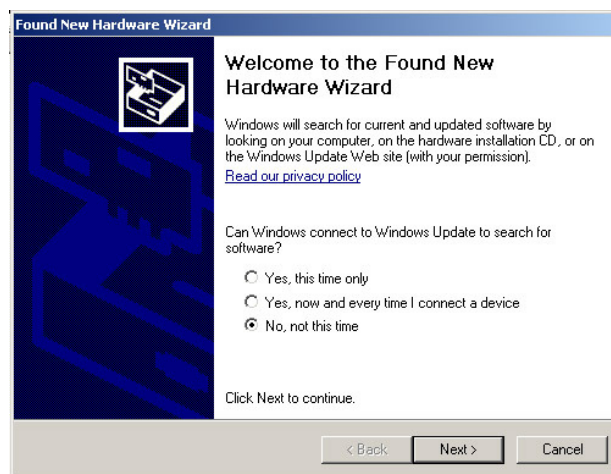 Found New Hardware Wizard
Welcome to the Found New
Hardware Wizard
Windows will search for current and updated software by
looking on your computer, on the hardware installation CD, or on
the Windows Update Web site (with your permission).
Read our privacy policy
Can Windows connect to Windows Update to search for
software?
Yes, this time only
Yes, now and every time I connect a device
No, not this time
Click Next to continue.
< Back
Next >
Cancel